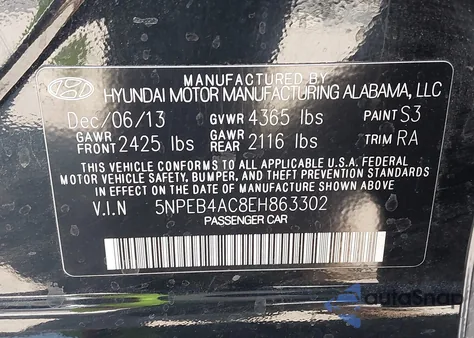 MANUFACTURED BY
HYUNDAI MOTOR MANUFACTURING ALABAMA, LLC
Dec/06/13 GVWR 4365 lbs PAINT S3
GAWR FRONT 2425 lbs GAWR REAR 2116 lbs TRIM RA
THIS VEHICLE CONFORMS TO ALL APPLICABLE U.S.A. FEDERAL
MOTOR VEHICLE SAFETY, BUMPER, AND THEFT PREVENTION STANDARDS
IN EFFECT ON THE DATE OF MANUFACTURE SHOWN ABOVE
V.I.N 5NPEB4AC8EH863302
PASSENGER CAR
autoSnap